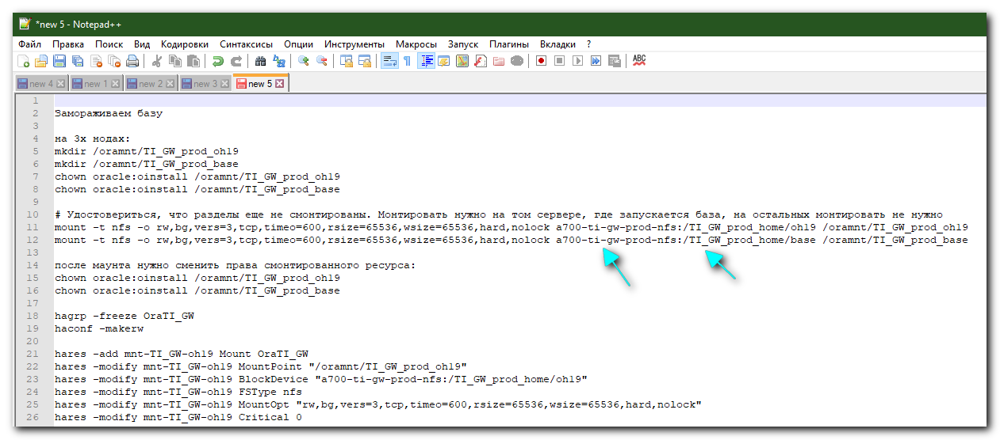 *new 5 - Notepad++
Файл Правка Поиск Вид Кодировки Синтаксисы Опции Инструменты Макросы Запуск Плагины Вкладки ?
ABC
new 4 new 1 new 2 new 3 new 5
1
2 Замораживаем базу
3
4 на 3х нодах:
5 mkdir /oramnt/TI_GW_prod_oh19
6 mkdir /oramnt/TI_GW_prod_base
7 chown oracle:oinstall /oramnt/TI_GW_prod_oh19
8 chown oracle:oinstall /oramnt/TI_GW_prod_base
9
10 # Удостовериться, что разделы еще не смонтированы. Монтировать нужно на том сервере, где запускается база, на остальных монтировать не нужно
11 mount -t nfs -o rw,bg,vers=3,tcp,timeo=600,rsize=65536,wsize=65536,hard,nolock a700-ti-gw-prod-nfs:/TI_GW_prod_home/oh19 /oramnt/TI_GW_prod_oh19
12 mount -t nfs -o rw,bg,vers=3,tcp,timeo=600,rsize=65536,wsize=65536,hard,nolock a700-ti-gw-prod-nfs:/TI_GW_prod_home/base /oramnt/TI_GW_prod_base
13
14 после маунта нужно сменить права смонтированного ресурса:
15 chown oracle:oinstall /oramnt/TI_GW_prod_oh19
16 chown oracle:oinstall /oramnt/TI_GW_prod_base
17
18 hagrp -freeze OraTI_GW
19 haconf -makerw
20
21 hares -add mnt-TI_GW-oh19 Mount OraTI_GW
22 hares -modify mnt-TI_GW-oh19 MountPoint "/oramnt/TI_GW_prod_oh19"
23 hares -modify mnt-TI_GW-oh19 BlockDevice "a700-ti-gw-prod-nfs:/TI_GW_prod_home/oh19"
24 hares -modify mnt-TI_GW-oh19 FSType nfs
25 hares -modify mnt-TI_GW-oh19 MountOpt "rw,bg,vers=3,tcp,timeo=600,rsize=65536,wsize=65536,hard,nolock"
26 hares -modify mnt-TI_GW-oh19 Critical 0